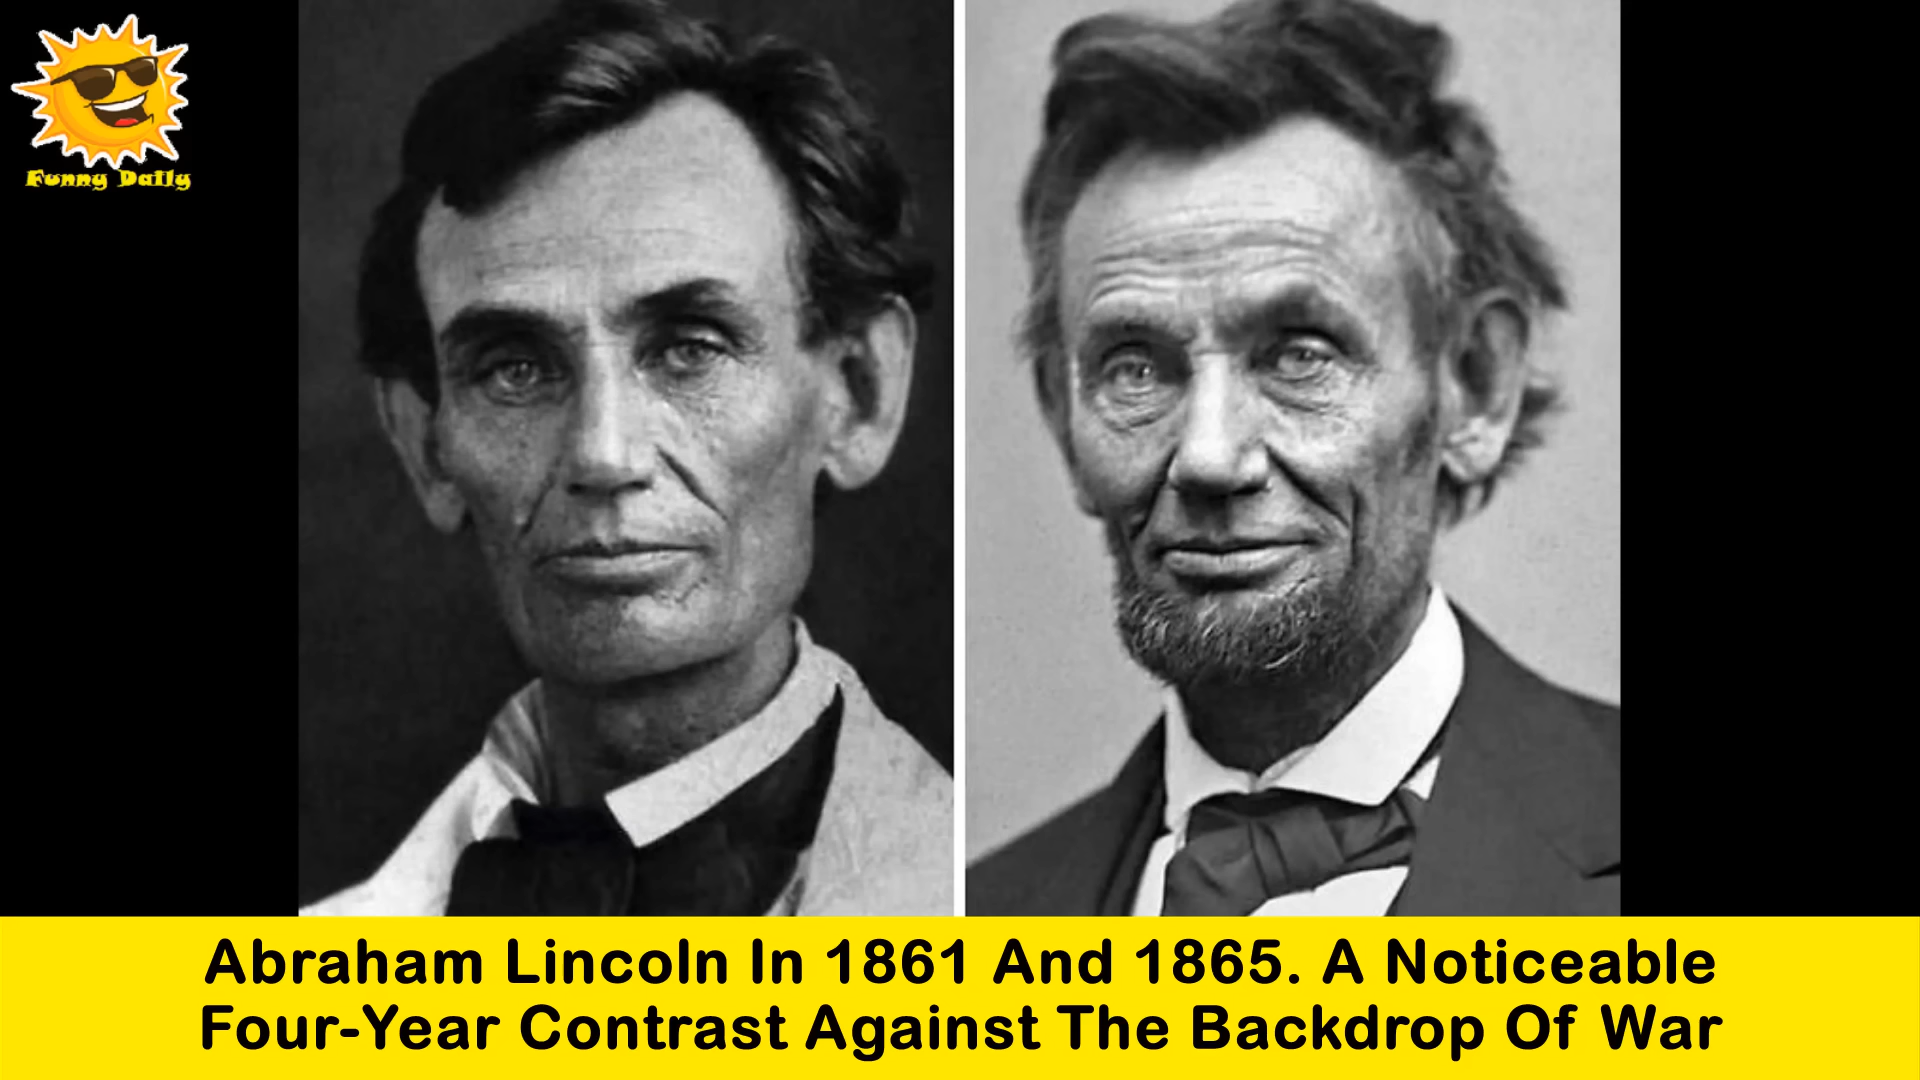 Funny Daily
Abraham Lincoln In 1861 And 1865. A Noticeable
Four-Year Contrast Against The Backdrop Of War